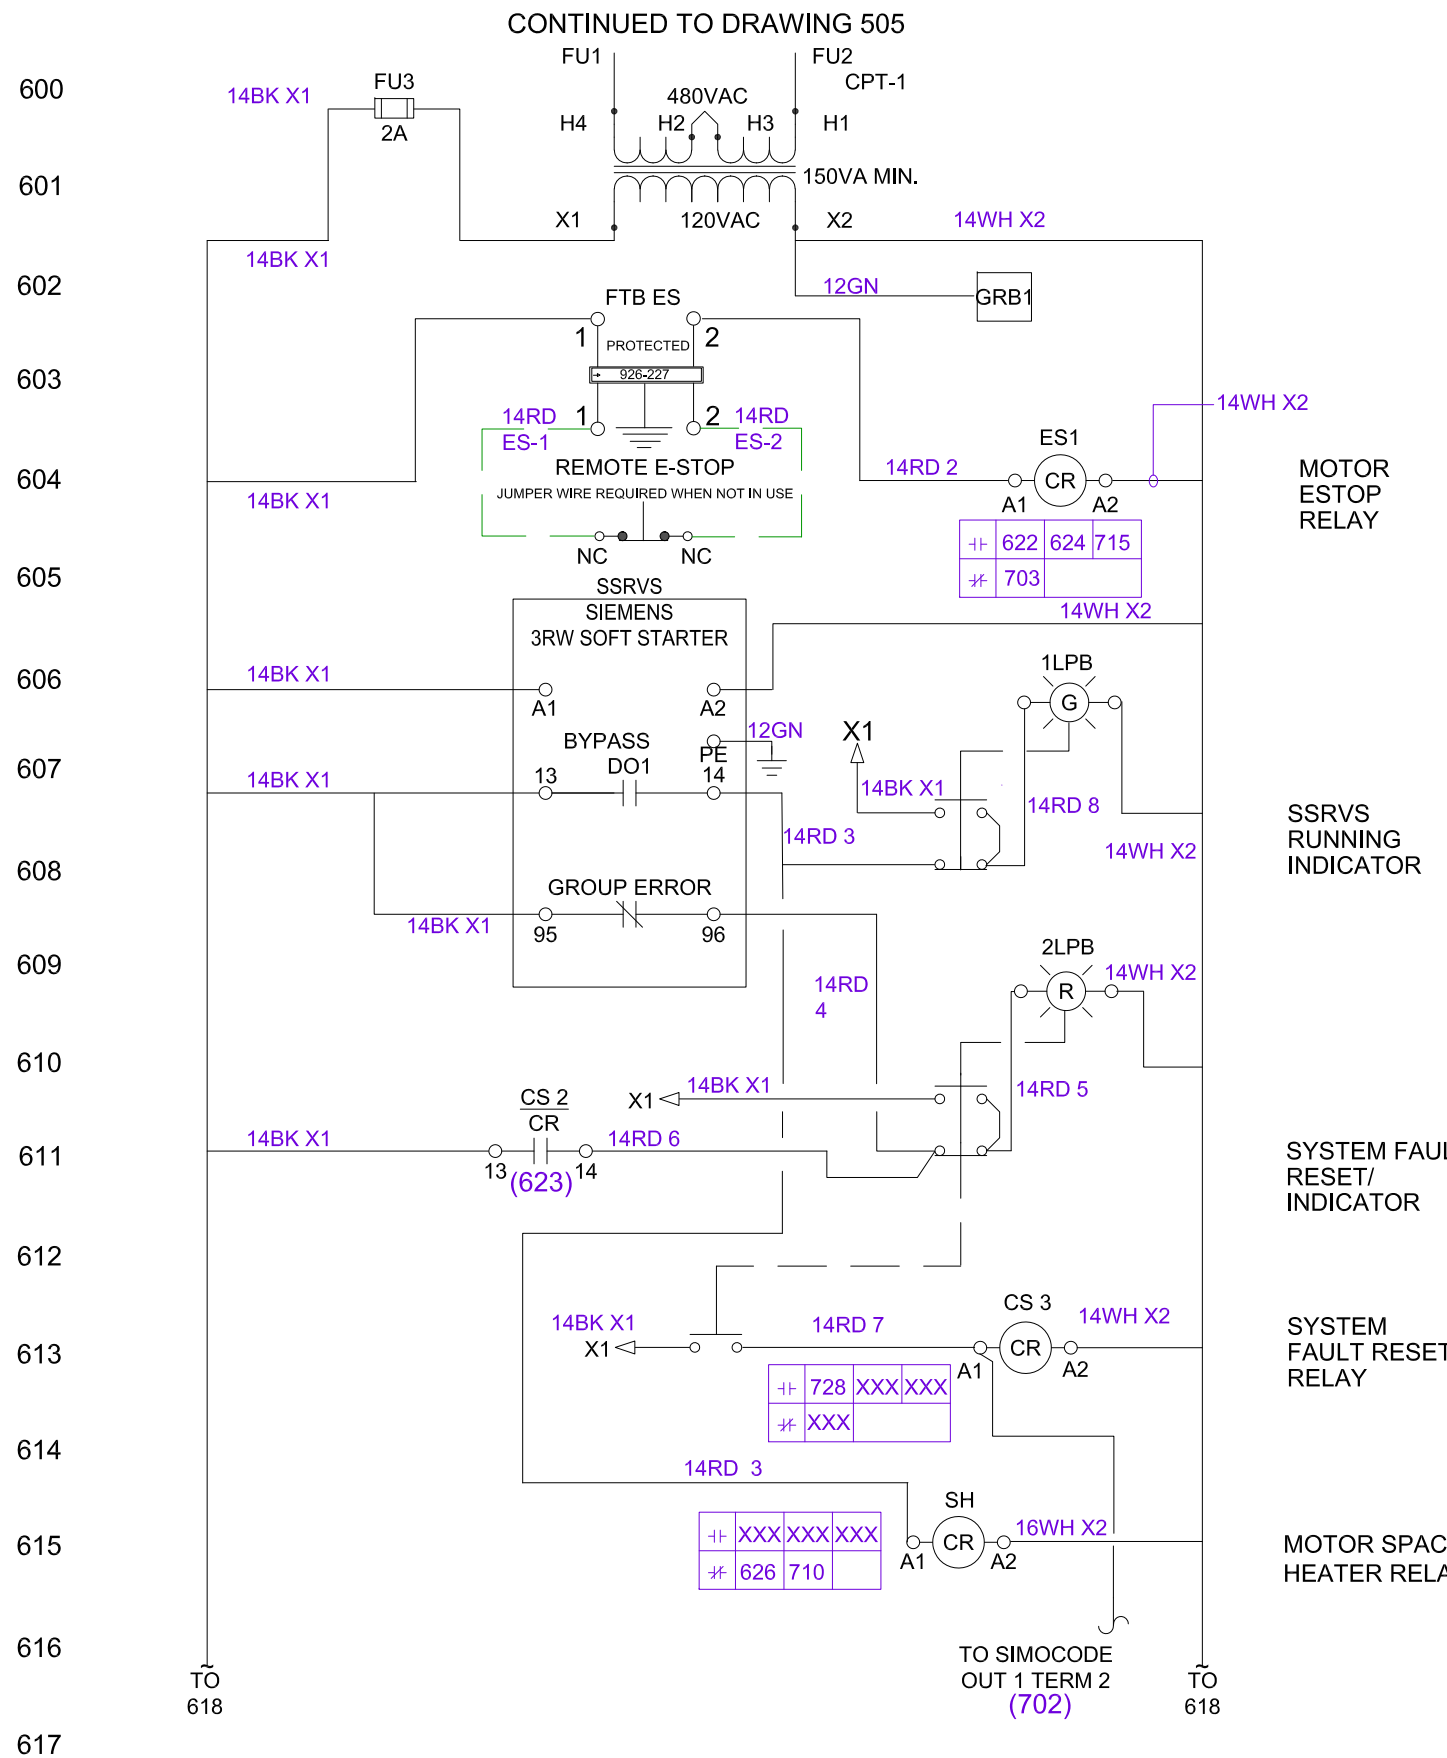 CONTINUED TO DRAWING 505
FU1
FU2
600
14BK X1
FU3
2A
480VAC
CPT-1
H4
H2
H3
H1
601
150VA MIN.
X1
120VAC
X2
14WH X2
14BK X1
602
12GN
GRB1
FTB ES
1
2
PROTECTED
603
926-227
14RD
ES-1
1
2
14RD
ES-2
14WH X2
ES1
604
14BK X1
REMOTE E-STOP
JUMPER WIRE REQUIRED WHEN NOT IN USE
14RD 2
CR
A1
A2
MOTOR
ESTOP
RELAY
622
624
715
703
NC
NC
605
SSRVS
SIEMENS
3RW SOFT STARTER
14WH X2
606
14BK X1
A1
A2
1LPB
G
12GN
PE
X1
607
14BK X1
BYPASS
DO1
13
14
14BK X1
14RD 8
14RD 3
14WH X2
SSRVS
RUNNING
INDICATOR
608
GROUP ERROR
14BK X1
95
96
609
2LPB
14WH X2
R
14RD
4
610
14BK X1
X1
14RD 5
CS 2
CR
611
14BK X1
13
14
(623)
14RD 6
SYSTEM FAUL
RESET/
INDICATOR
612
CS 3
613
14BK X1
X1
14RD 7
14WH X2
CR
A1
A2
SYSTEM
FAULT RESET
RELAY
728
XXX
XXX
XXX
614
14RD 3
SH
615
XXX
XXX
XXX
626
710
CR
A1
A2
16WH X2
MOTOR SPAC
HEATER RELA
616
TO
618
TO SIMOCODE
OUT 1 TERM 2
(702)
TO
618
617